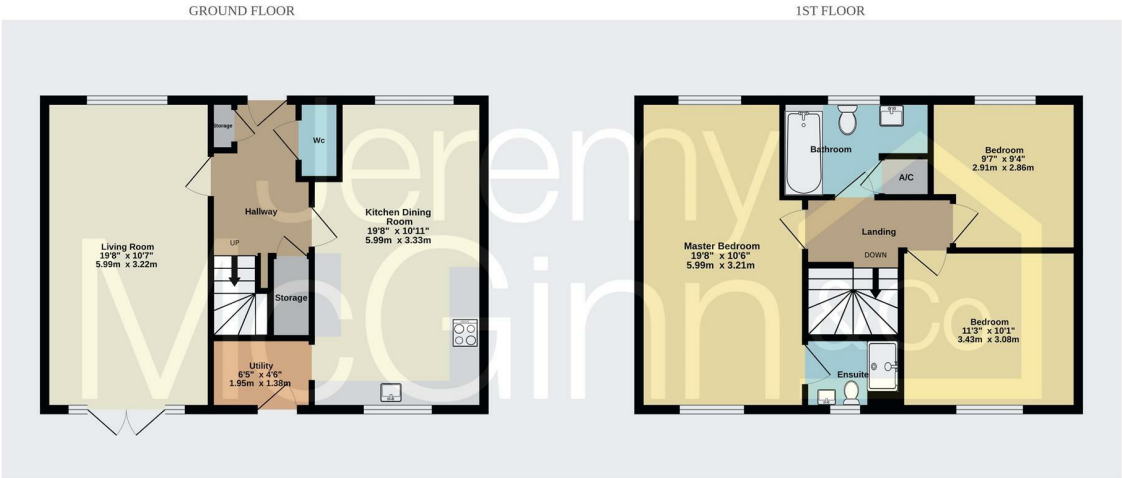 GROUND FLOOR
Storage
Wc
Hallway
UP
Living Room
19'8" x 10'7"
5.99m x 3.22m
Kitchen Dining
Room
19'8" x 10'11"
5.99m x 3.33m
Storage
Utility
6'5" x 4'6"
1.95m x 1.38m
1ST FLOOR
Bathroom
A/C
Bedroom
9'7" x 9'4"
2.91m x 2.86m
Landing
DOWN
Master Bedroom
19'8" x 10'6"
5.99m x 3.21m
Bedroom
11'3" x 10'1"
3.43m x 3.08m
Ensuite
Jeremy
McGinn &Co